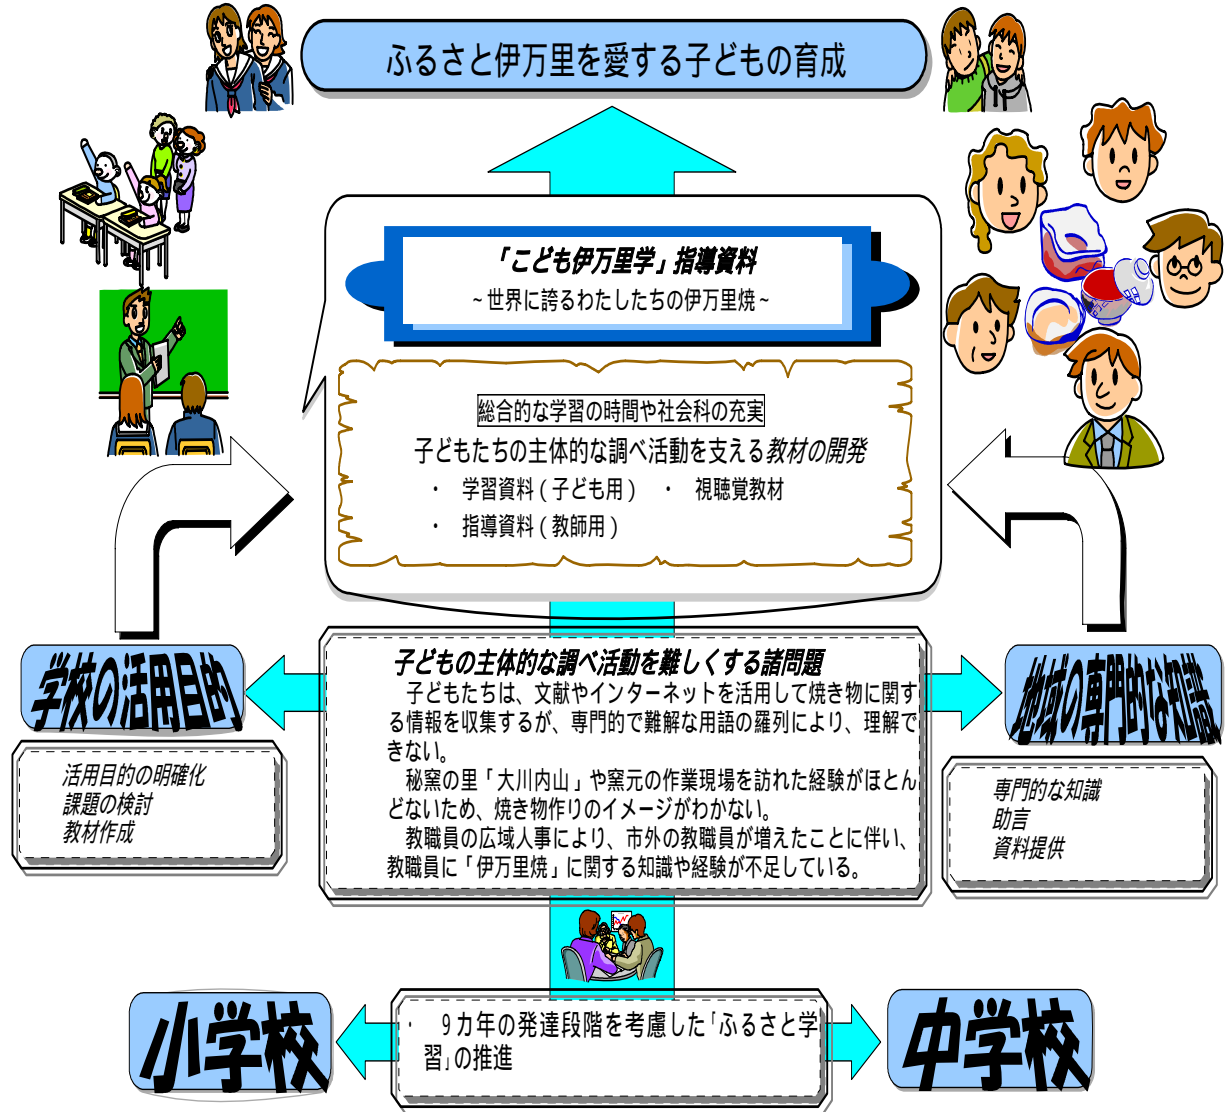 ふるさと伊万里を愛する子どもの育成
「こども伊万里学」指導資料
~世界に誇るわたしたちの伊万里焼~
総合的な学習の時間や社会科の充実
子どもたちの主体的な調べ活動を支える教材の開発
・ 学習資料(子ども用) ・ 視聴覚教材
・ 指導資料(教師用)
学校の活用目的
活用目的の明確化
課題の検討
教材作成
子どもの主体的な調べ活動を難しくする諸問題
子どもたちは、文献やインターネットを活用して焼き物に関す
る情報を収集するが、専門的で難解な用語の羅列により、理解で
きない。
秘窯の里「大川内山」や窯元の作業現場を訪れた経験がほとん
どないため、焼き物作りのイメージがわかない。
教職員の広域人事により、市外の教職員が増えたことに伴い、
教職員に「伊万里焼」に関する知識や経験が不足している。
地域の専門的な知識
専門的な知識
助言
資料提供
小学校
・ 9カ年の発達段階を考慮した「ふるさと学
習」の推進
中学校